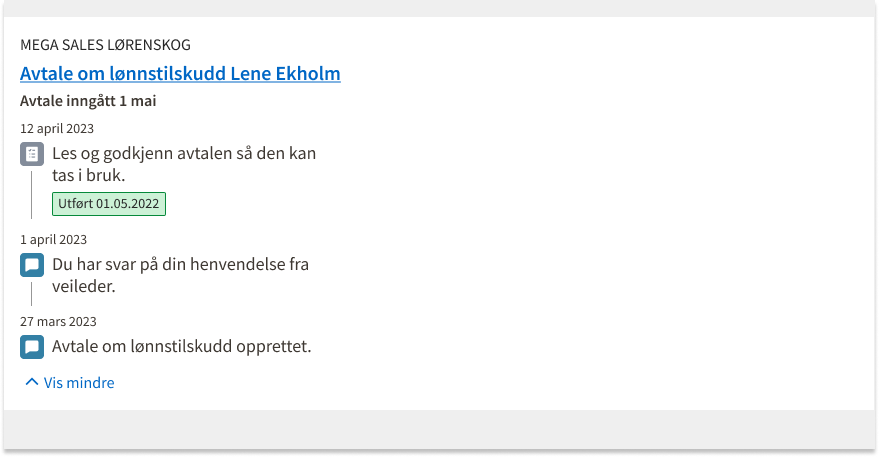 MEGA SALES LØRENSKOG
Avtale om lønnstilskudd Lene Ekholm
Avtale inngått 1 mai
12 april 2023
Les og godkjenn avtalen så den kan
tas i bruk.
Utført 01.05.2022
1 april 2023
Du har svar på din henvendelse fra
veileder.
27 mars 2023
Avtale om lønnstilskudd opprettet.
Vis mindre